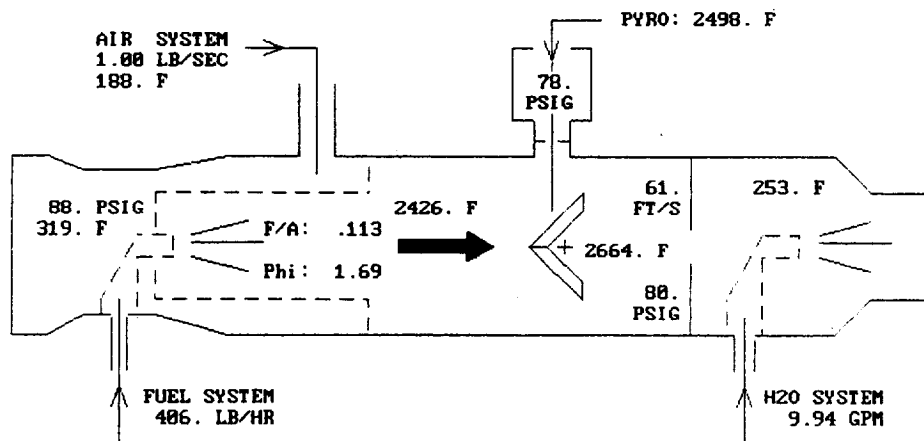 PYRO: 2498. F
AIR SYSTEM
1.00 LB/SEC
188. F
78.
PSIG
88. PSIG
319. F
F/A: .113
Phi: 1.69
2426. F
61.
FT/S
253. F
2664. F
80.
PSIG
FUEL SYSTEM
406. LB/HR
H2O SYSTEM
9.94 GPM